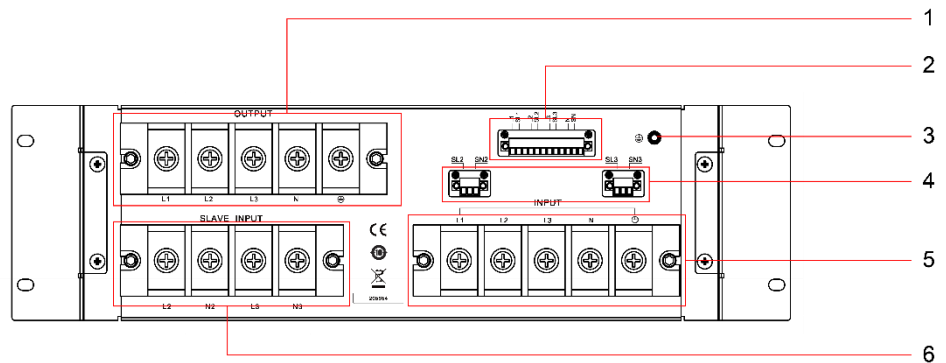 1
2
3
4
5
6
OUTPUT
L1 L2 L3 N
SL2 SN2
SL3 SN3
INPUT
L1 L2 L3 N
SLAVE INPUT
L2 N2 L3 N3
CE
10